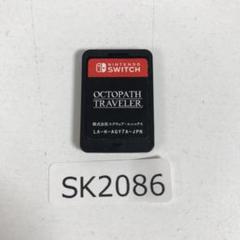 NINTENDO
SWITCH
OCTOPATH
TRAVELER
株式会社スクウェア・エニックス
LA-H-AGY7A-JPN
SK2086